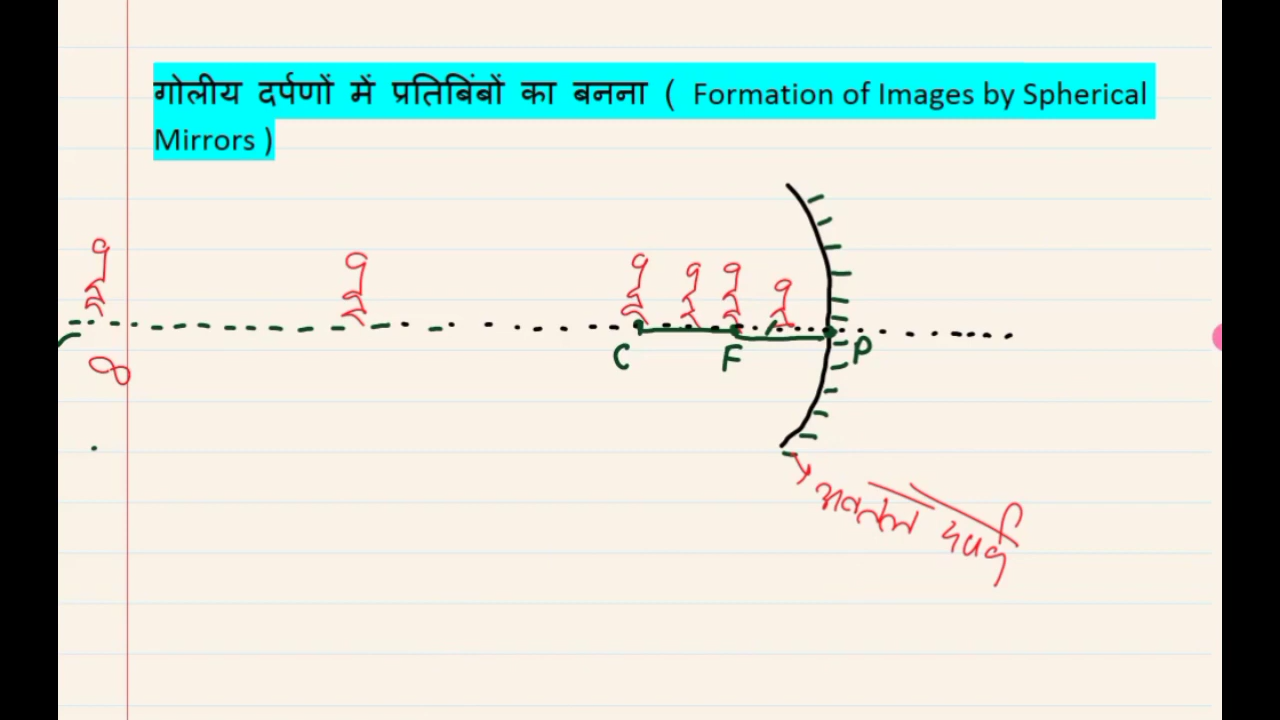 गोलीय दर्पणों में प्रतिबिंबों का बनना ( Formation of Images by Spherical
Mirrors )
C F P
∞
अवतल दर्पण